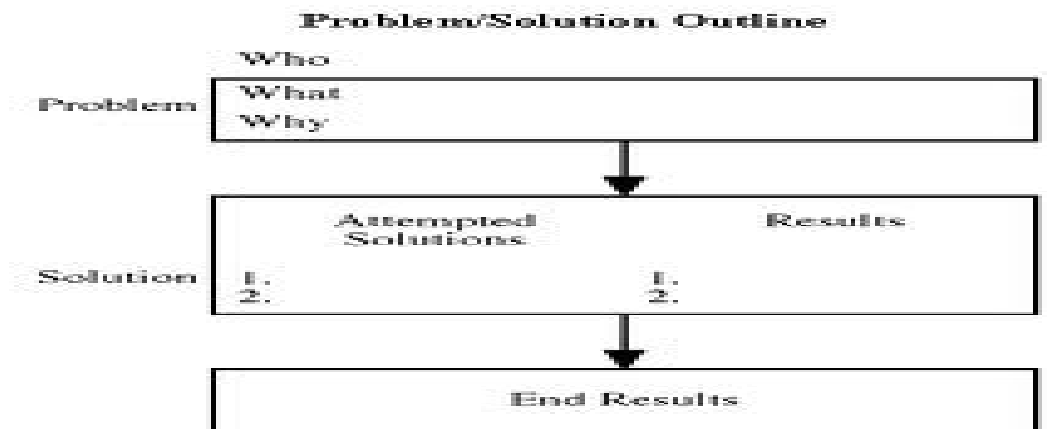 Problem/Solution Outline
Who
Problem
What
Why
Attempted
Solutions
Results
Solution
1.
2.
1.
2.
End Results